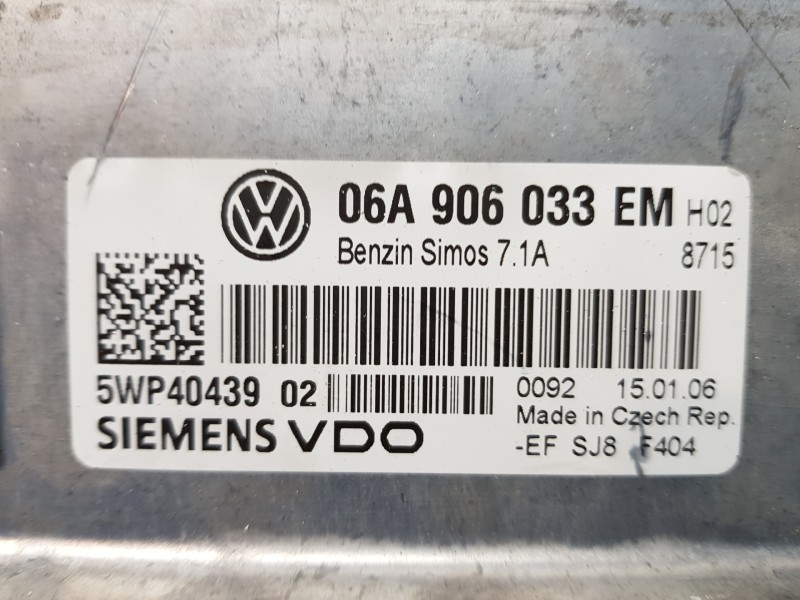 06A 906 033 EM H02
Benzin Simos 7.1A 8715
5WP40439 02 0092 15.01.06
Made in Czech Rep.
SIEMENS VDO -EF SJ8 F404